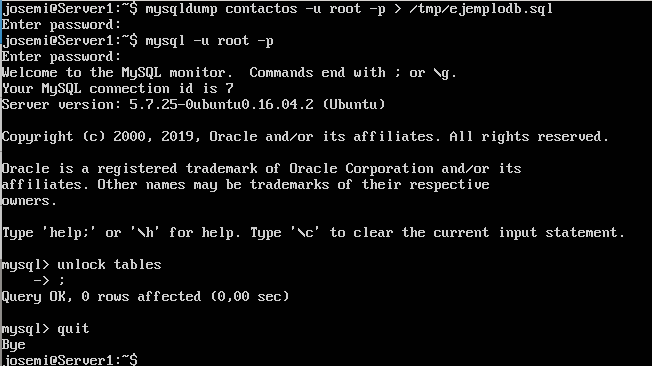 josemi@Server1:~$ mysqldump contactos -u root -p > /tmp/ejemplodb.sql
Enter password:
josemi@Server1:~$ mysql -u root -p
Enter password:
Welcome to the MySQL monitor.  Commands end with ; or \g.
Your MySQL connection id is 7
Server version: 5.7.25-0ubuntu0.16.04.2 (Ubuntu)
Copyright (c) 2000, 2019, Oracle and/or its affiliates. All rights reserved.
Oracle is a registered trademark of Oracle Corporation and/or its
affiliates. Other names may be trademarks of their respective
owners.
Type 'help;' or '\h' for help. Type '\c' to clear the current input statement.
mysql> unlock tables
    -> ;
Query OK, 0 rows affected (0,00 sec)
mysql> quit
Bye
josemi@Server1:~$